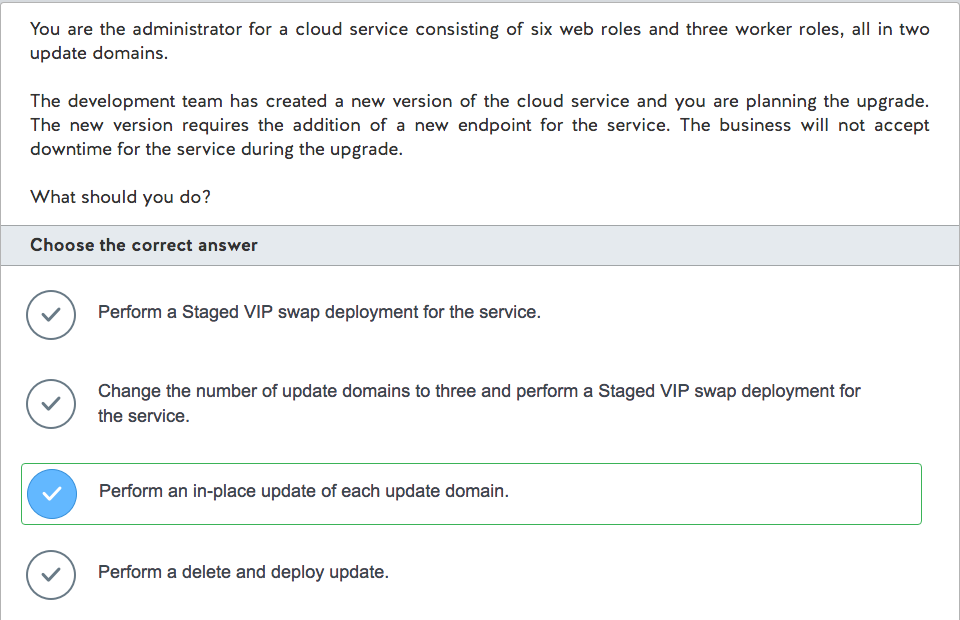 You are the administrator for a cloud service consisting of six web roles and three worker roles, all in two
update domains.
The development team has created a new version of the cloud service and you are planning the upgrade.
The new version requires the addition of a new endpoint for the service. The business will not accept
downtime for the service during the upgrade.
What should you do?
Choose the correct answer
Perform a Staged VIP swap deployment for the service.
Change the number of update domains to three and perform a Staged VIP swap deployment for
the service.
Perform an in-place update of each update domain.
Perform a delete and deploy update.